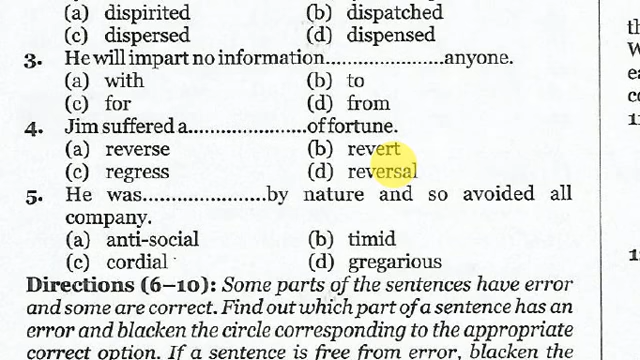 (a) dispirited (b) dispatched
(c) dispersed (d) dispensed
3. He will impart no information......................anyone.
(a) with (b) to
(c) for (d) from
4. Jim suffered a......................of fortune.
(a) reverse (b) revert
(c) regress (d) reversal
5. He was......................by nature and so avoided all
company.
(a) anti-social (b) timid
(c) cordial (d) gregarious
Directions (6–10): Some parts of the sentences have error
and some are correct. Find out which part of a sentence has an
error and blacken the circle corresponding to the appropriate
correct option. If a sentence is free from error, blacken the